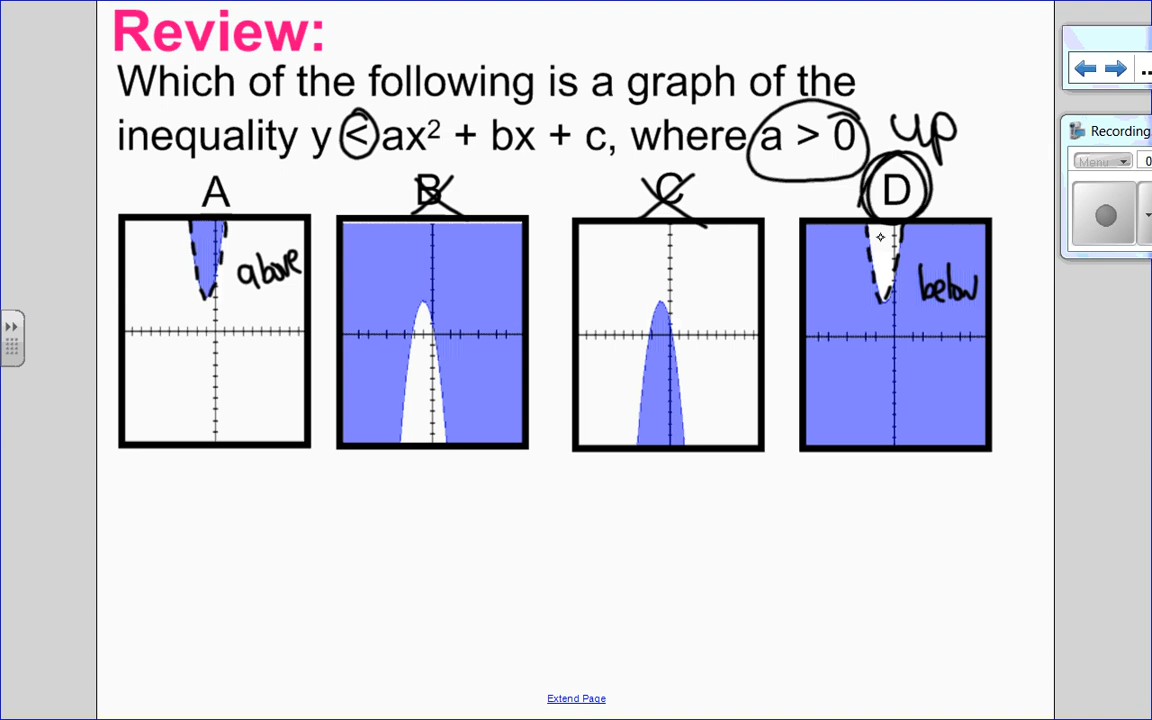 Review:
Which of the following is a graph of the
inequality y < ax² + bx + c, where a > 0
up
A B C D
above
below
Extend Page
Recording
Menu
0